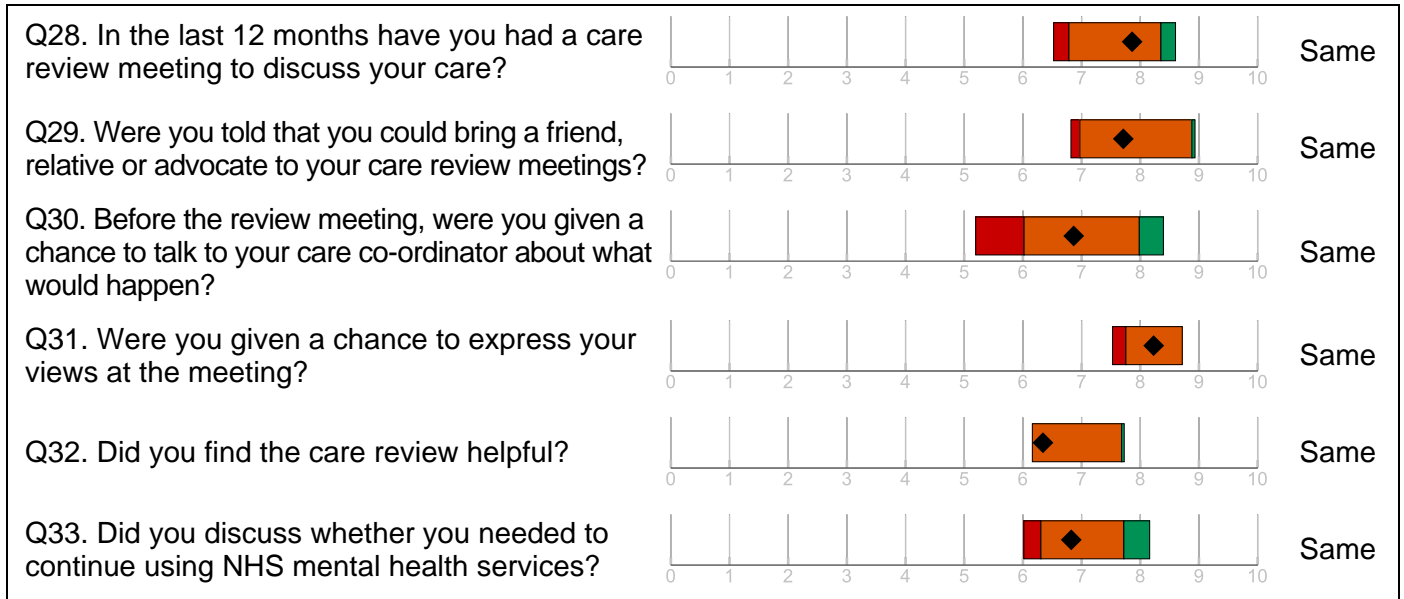 Q28. In the last 12 months have you had a care
review meeting to discuss your care?
0 1 2 3 4 5 6 7 8 9 10
Same
Q29. Were you told that you could bring a friend,
relative or advocate to your care review meetings?
0 1 2 3 4 5 6 7 8 9 10
Same
Q30. Before the review meeting, were you given a
chance to talk to your care co-ordinator about what
would happen?
0 1 2 3 4 5 6 7 8 9 10
Same
Q31. Were you given a chance to express your
views at the meeting?
0 1 2 3 4 5 6 7 8 9 10
Same
Q32. Did you find the care review helpful?
0 1 2 3 4 5 6 7 8 9 10
Same
Q33. Did you discuss whether you needed to
continue using NHS mental health services?
0 1 2 3 4 5 6 7 8 9 10
Same